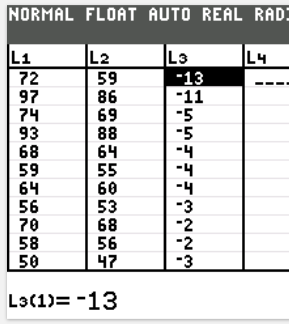 NORMAL FLOAT AUTO REAL RADI
L1 L2 L3 L4
72 59 -13 ----
97 86 -11
74 69 -5
93 88 -5
68 64 -4
59 55 -4
64 60 -4
56 53 -3
70 68 -2
58 56 -2
50 47 -3
L3(1)= -13